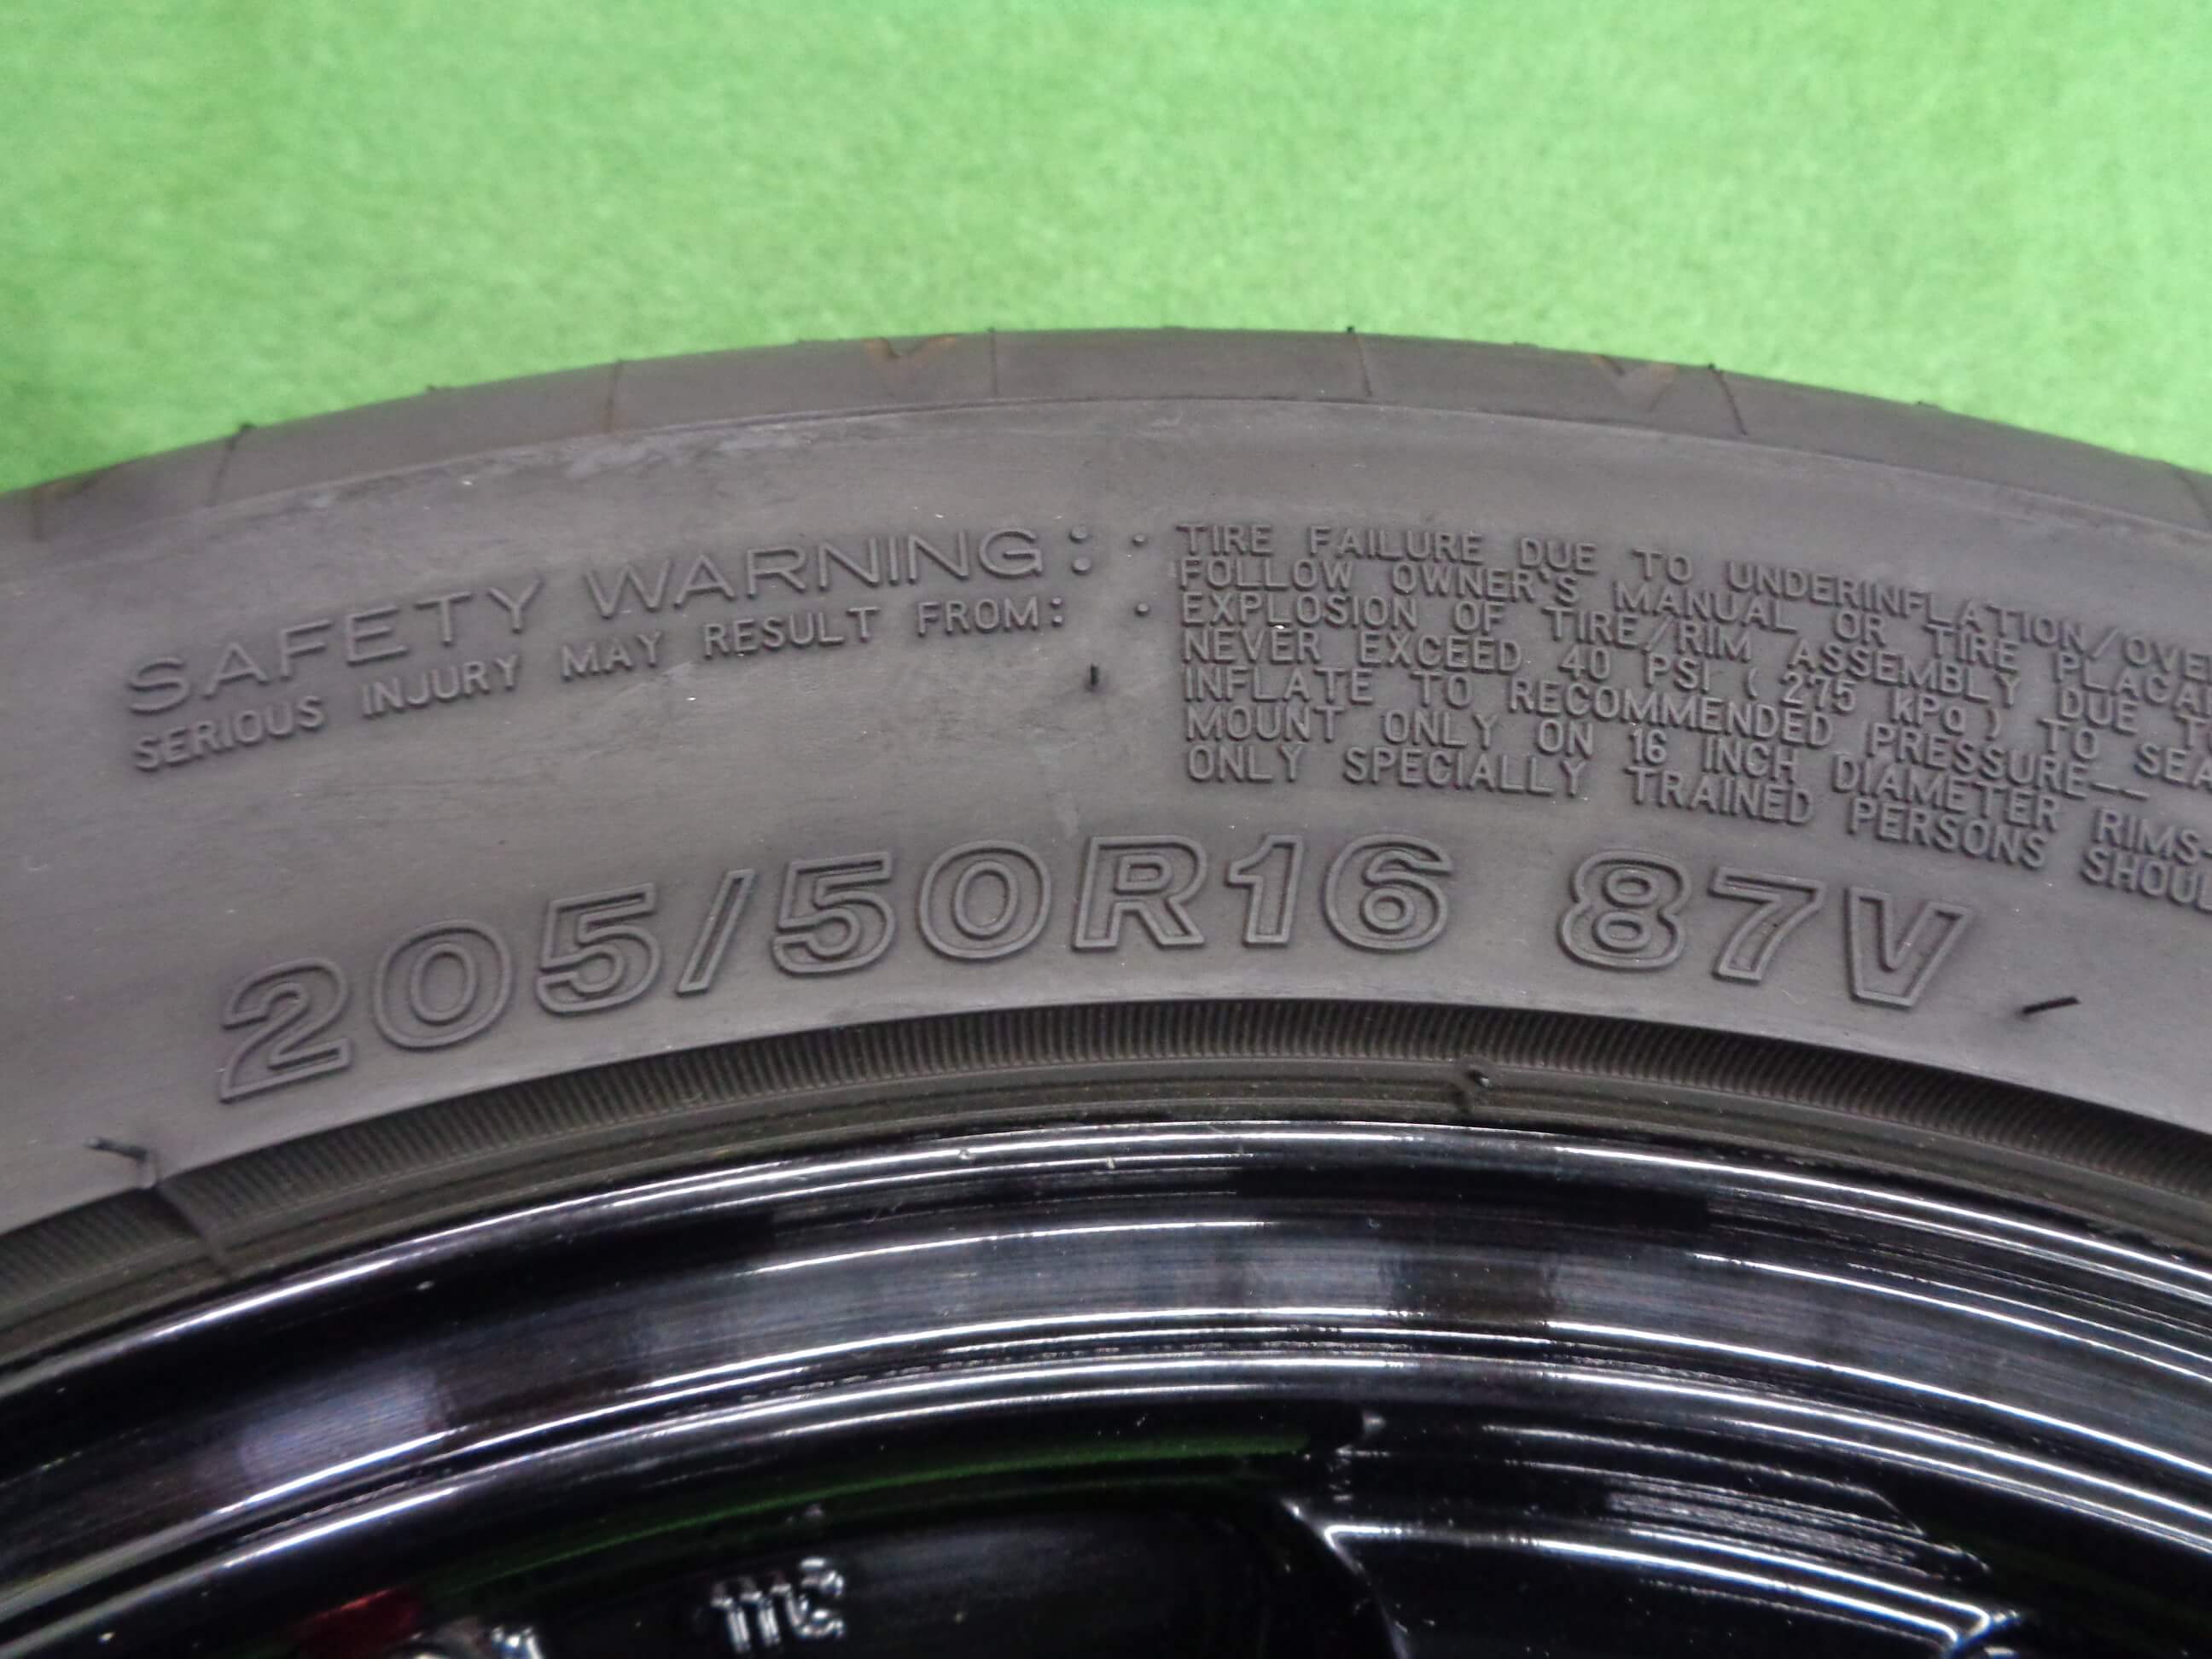 SAFETY WARNING:
SERIOUS INJURY MAY RESULT FROM:
• TIRE FAILURE DUE TO UNDERINFLATION/OVE
FOLLOW OWNER'S MANUAL OR TIRE PLACA
• EXPLOSION OF TIRE/RIM ASSEMBLY DUE T
NEVER EXCEED 40 PSI (275 kPa) TO SEA
INFLATE TO RECOMMENDED PRESSURE--
MOUNT ONLY ON 16 INCH DIAMETER RIMS-
ONLY SPECIALLY TRAINED PERSONS SHOUL
205/50R16 87V